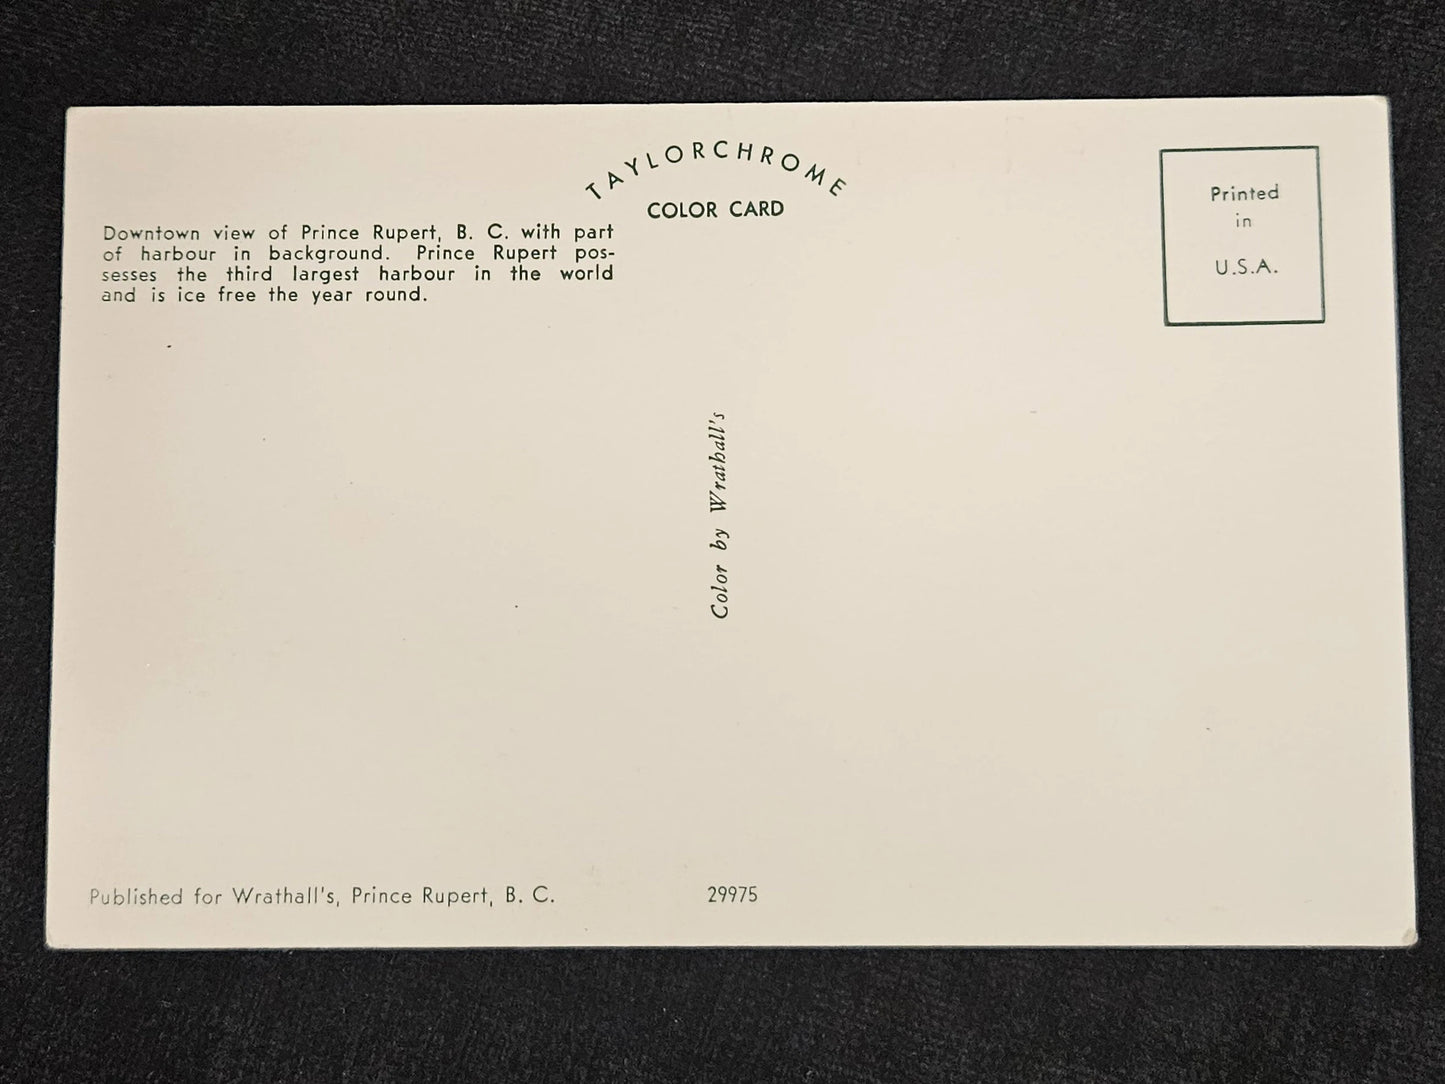 TAYLORCHROME
COLOR CARD
Printed
in
U.S.A.
Downtown view of Prince Rupert, B. C. with part
of harbour in background. Prince Rupert pos-
sesses the third largest harbour in the world
and is ice free the year round.
Color by Wrathall's
Published for Wrathall's, Prince Rupert, B. C.
29975